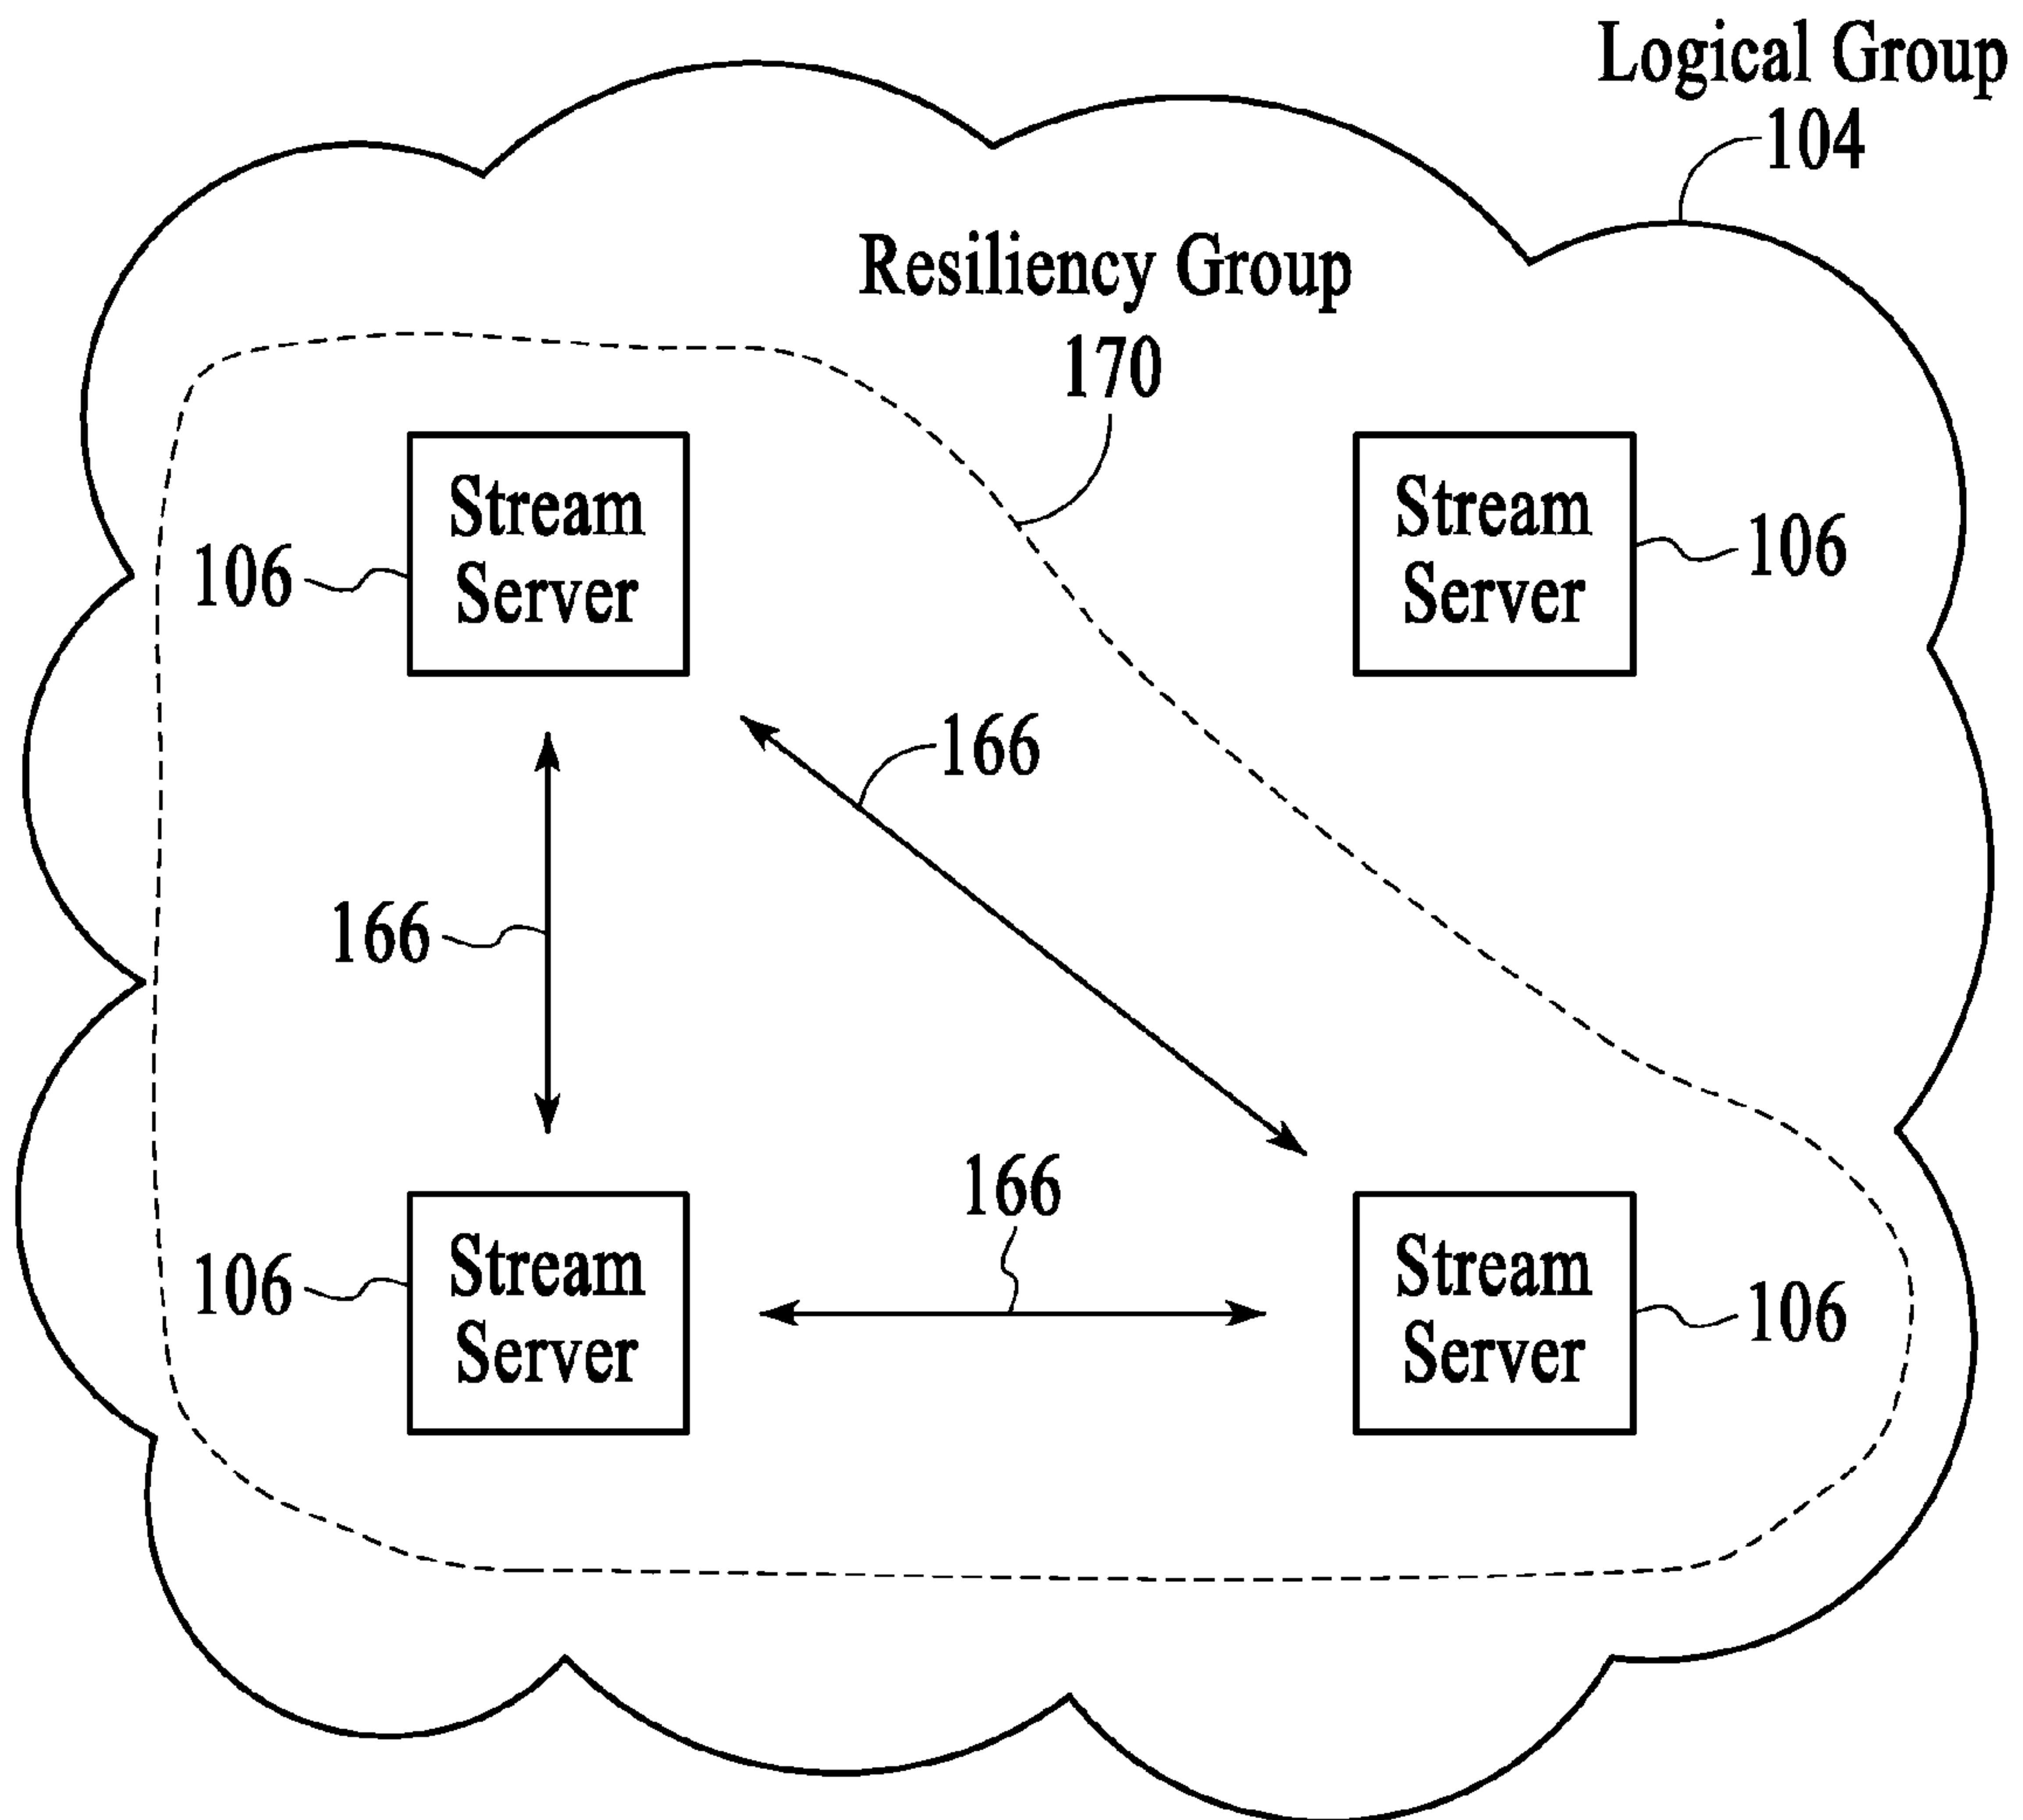 Logical Group
104
Resiliency Group
170
Stream
Server
106
Stream
Server
106
166
166
166
Stream
Server
106
Stream
Server
106